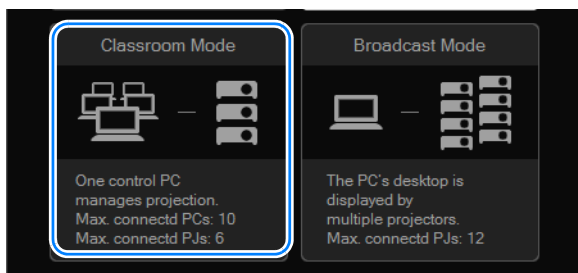 Classroom Mode
One control PC
manages projection.
Max. connectd PCs: 10
Max. connectd PJs: 6
Broadcast Mode
The PC's desktop is
displayed by
multiple projectors.
Max. connectd PJs: 12